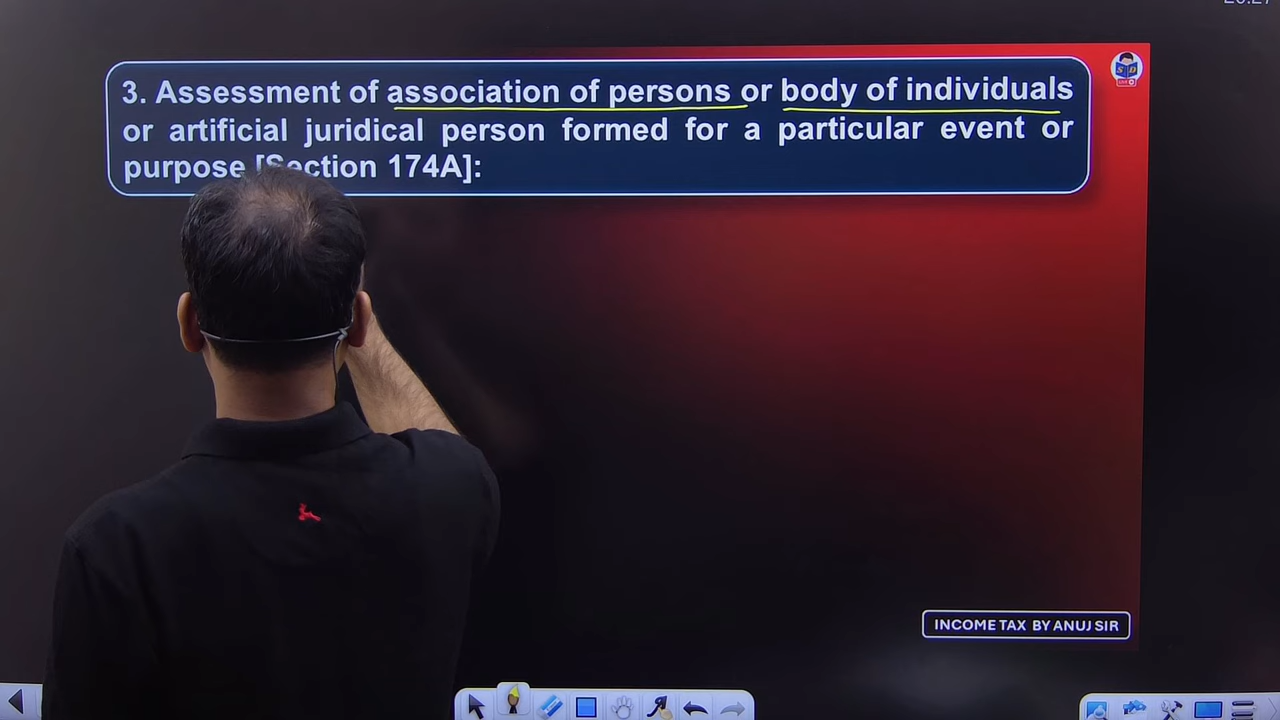 3. Assessment of association of persons or body of individuals
or artificial juridical person formed for a particular event or
purpose [Section 174A]:
INCOME TAX BY ANUJ SIR